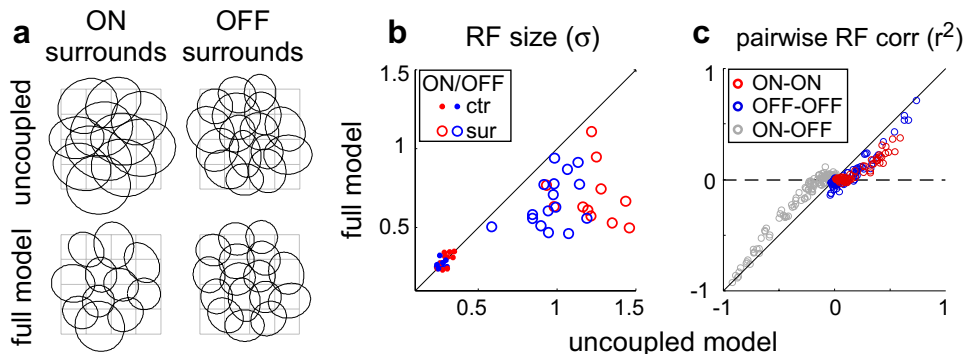 a
ON
surrounds
OFF
surrounds
uncoupled
full model
b
RF size (σ)
1.5
1
0.5
0.5
1
1.5
full model
ON/OFF
ctr
sur
c
pairwise RF corr (r²)
1
0
-1
-1
0
1
ON-ON
OFF-OFF
ON-OFF
uncoupled model